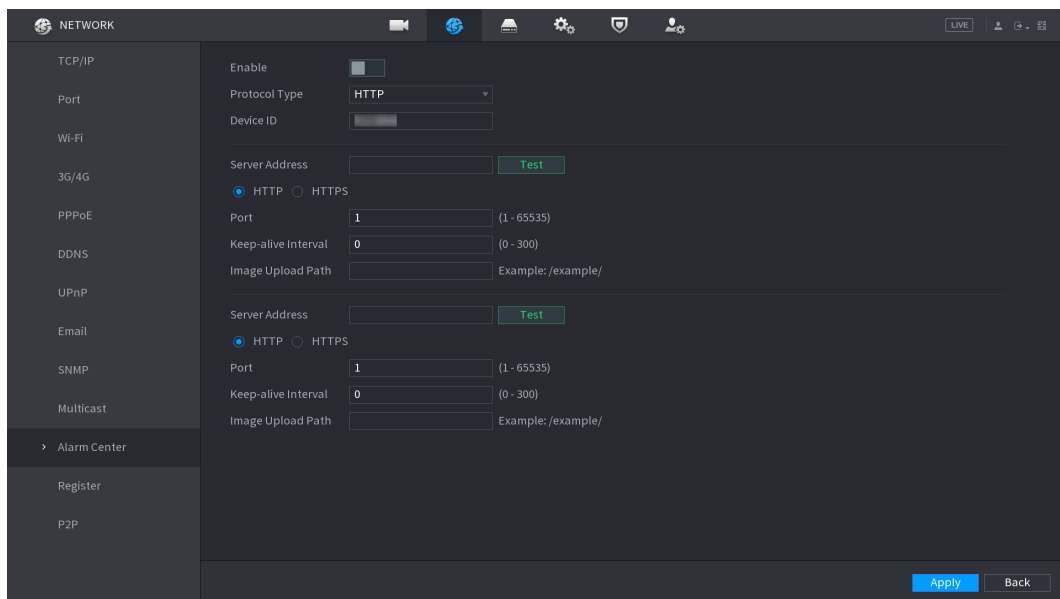 NETWORK
LIVE
TCP/IP
Port
Wi-Fi
3G/4G
PPPoE
DDNS
UPnP
Email
SNMP
Multicast
Alarm Center
Register
P2P
Enable
Protocol Type HTTP
Device ID
Server Address Test
HTTP HTTPS
Port 1 (1 - 65535)
Keep-alive Interval 0 (0 - 300)
Image Upload Path Example: /example/
Server Address Test
HTTP HTTPS
Port 1 (1 - 65535)
Keep-alive Interval 0 (0 - 300)
Image Upload Path Example: /example/
Apply Back